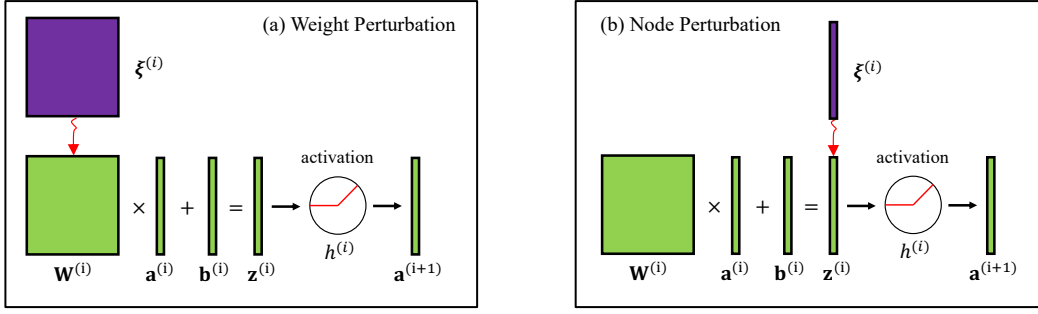 (a) Weight Perturbation
𝛏⁽ⁱ⁾
activation
× + =
h⁽ⁱ⁾
W⁽ⁱ⁾ a⁽ⁱ⁾ b⁽ⁱ⁾ z⁽ⁱ⁾ a⁽ⁱ⁺¹⁾
(b) Node Perturbation
𝛏⁽ⁱ⁾
activation
× + =
h⁽ⁱ⁾
W⁽ⁱ⁾ a⁽ⁱ⁾ b⁽ⁱ⁾ z⁽ⁱ⁾ a⁽ⁱ⁺¹⁾